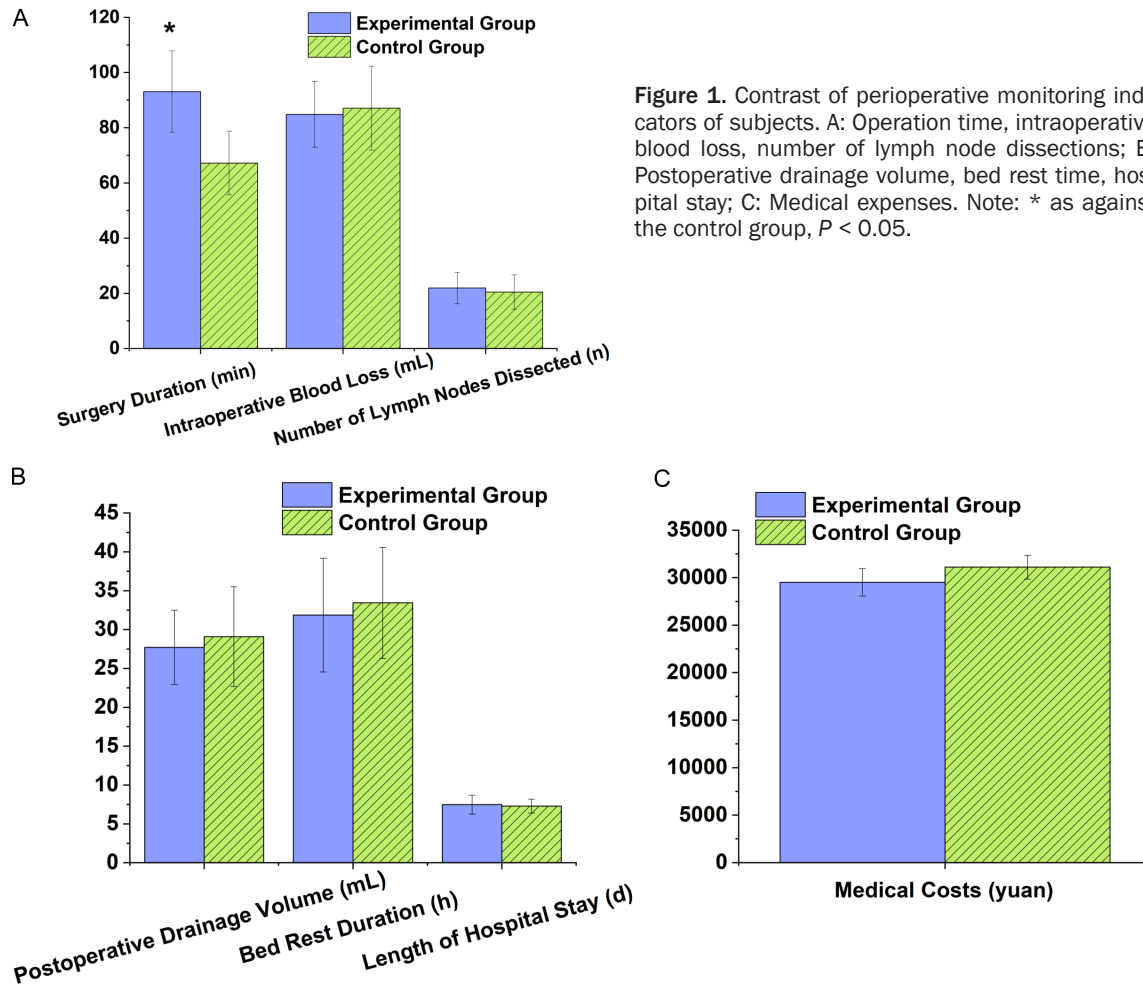 A
120
100
80
60
40
20
0
*
Experimental Group
Control Group
Surgery Duration (min)
Intraoperative Blood Loss (mL)
Number of Lymph Nodes Dissected (n)
Figure 1. Contrast of perioperative monitoring ind
cators of subjects. A: Operation time, intraoperativ
blood loss, number of lymph node dissections; B
Postoperative drainage volume, bed rest time, hos
pital stay; C: Medical expenses. Note: * as agains
the control group, P < 0.05.
B
45
40
35
30
25
20
15
10
5
0
Experimental Group
Control Group
Postoperative Drainage Volume (mL)
Bed Rest Duration (h)
Length of Hospital Stay (d)
C
35000
30000
25000
20000
15000
10000
5000
0
Experimental Group
Control Group
Medical Costs (yuan)